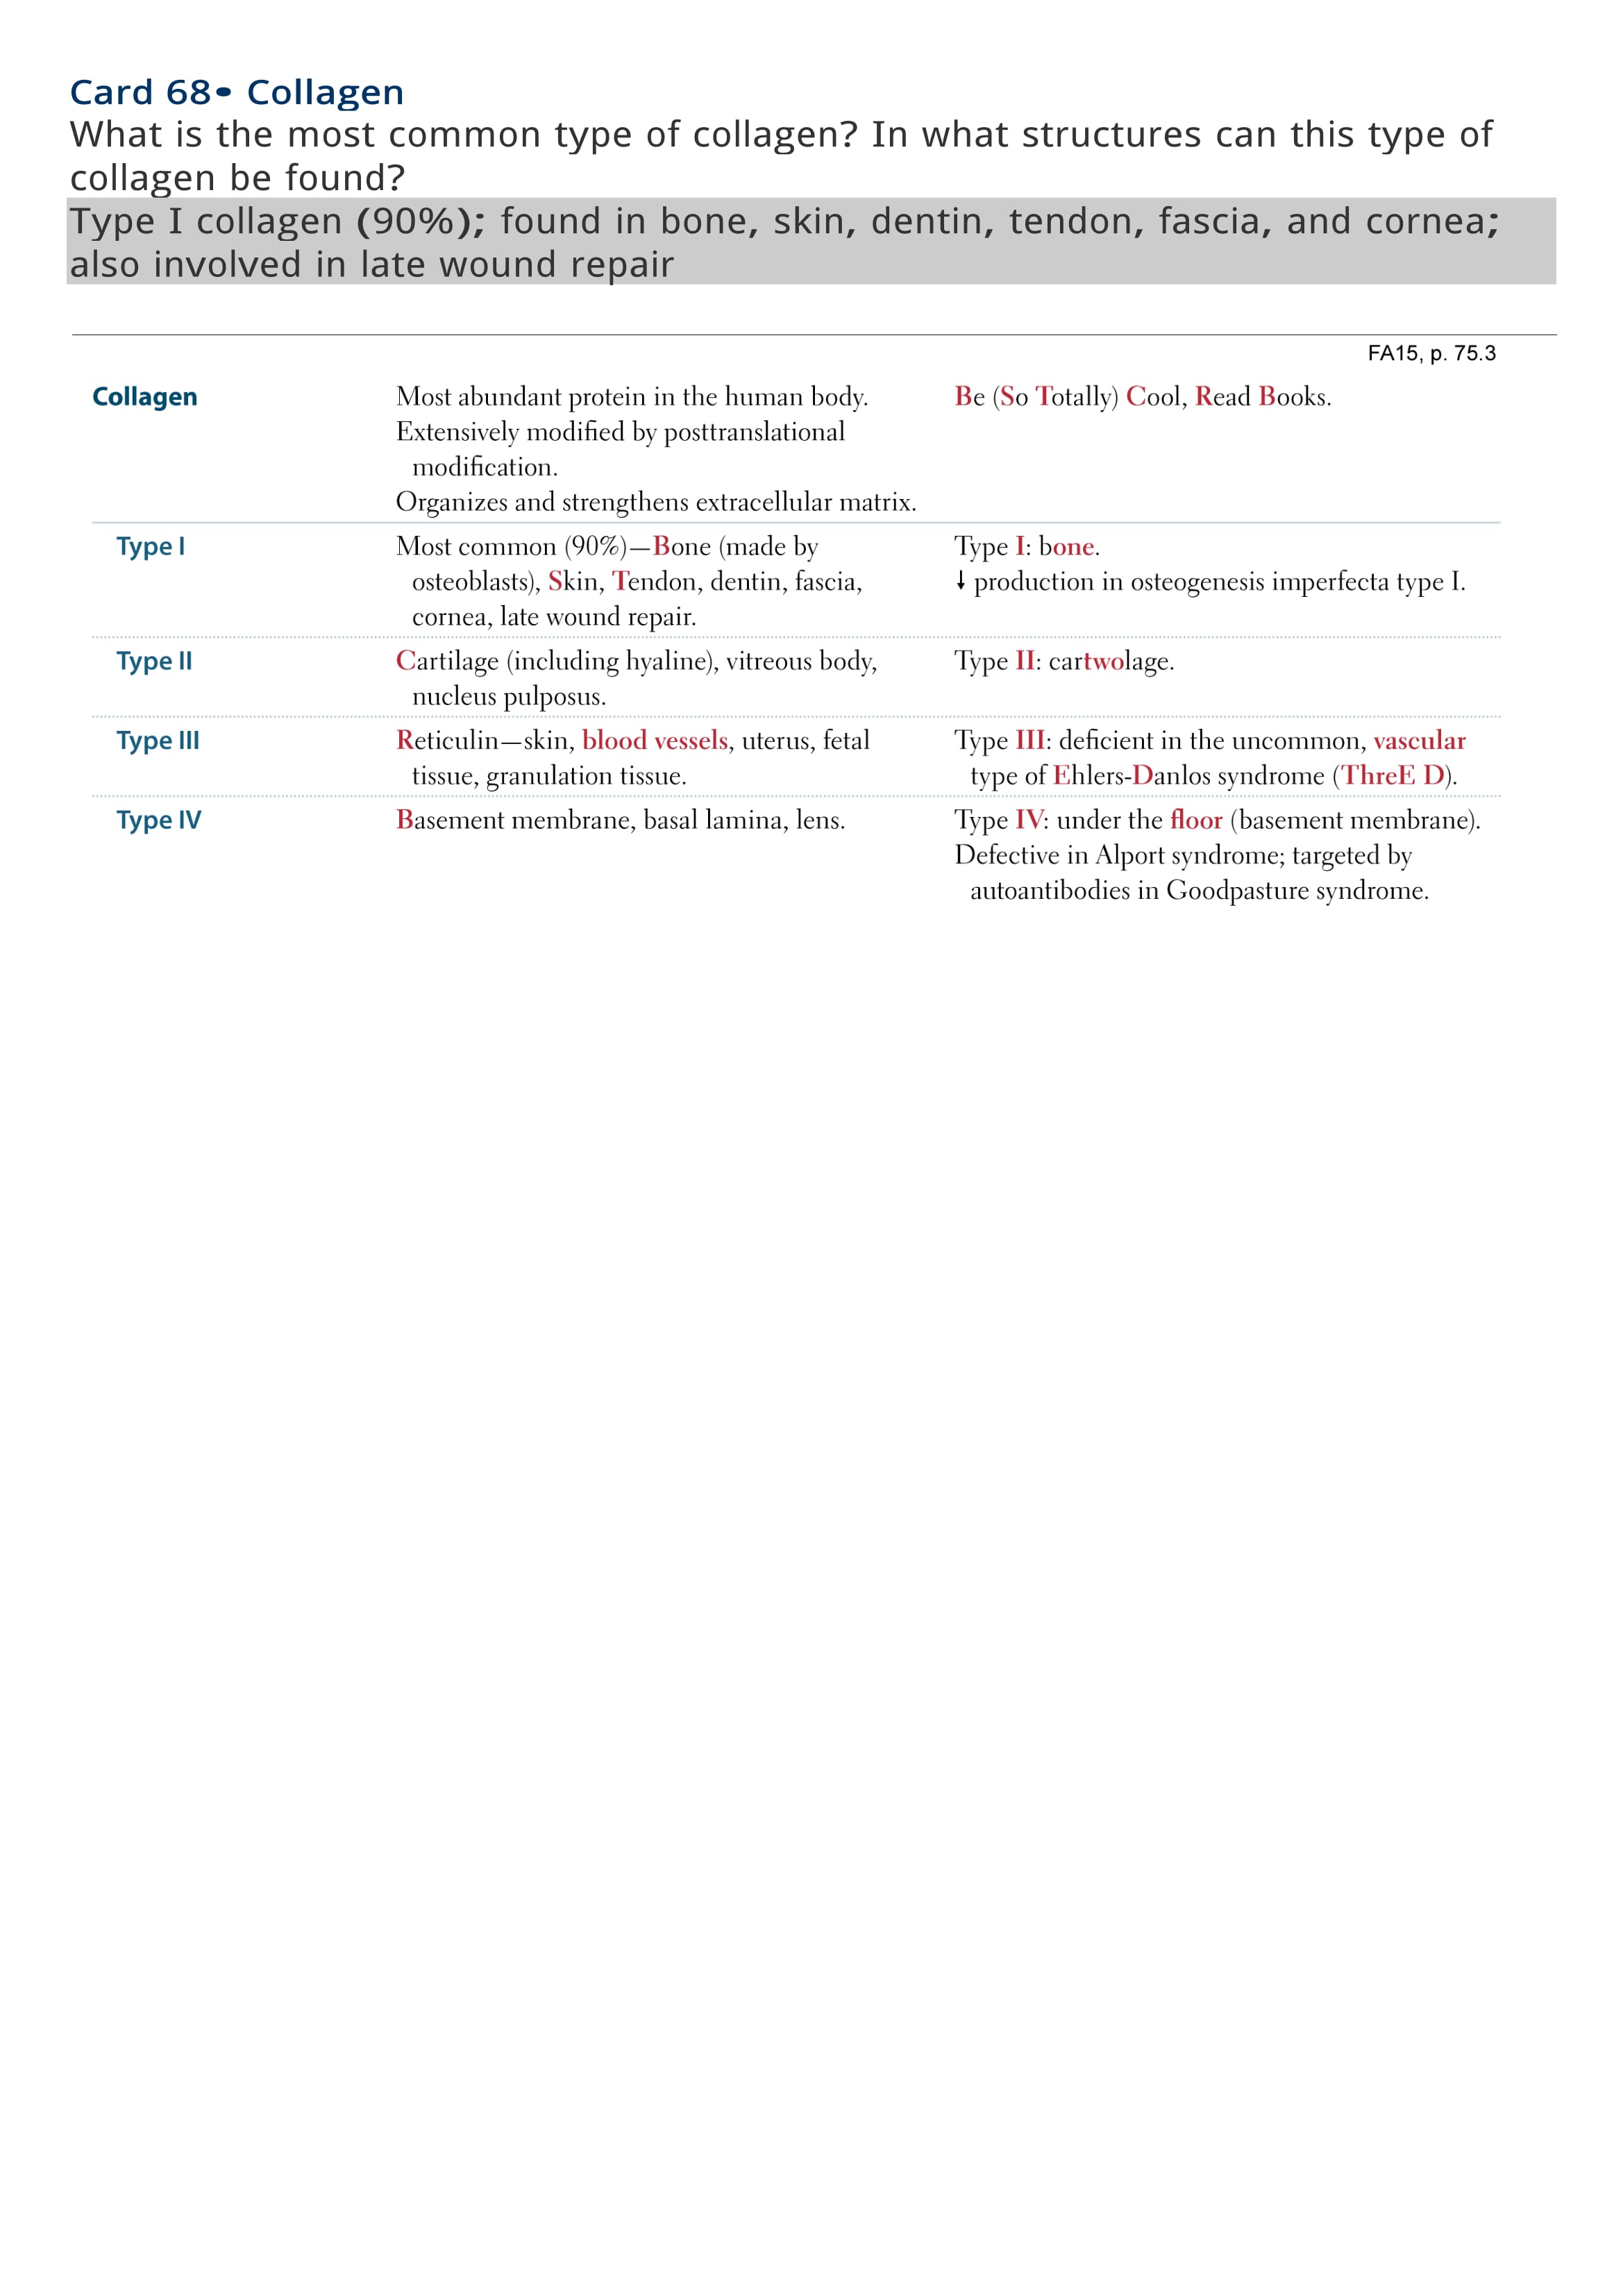 Card 68• Collagen
What is the most common type of collagen? In what structures can this type of
collagen be found?
Type I collagen (90%); found in bone, skin, dentin, tendon, fascia, and cornea;
also involved in late wound repair
FA15, p. 75.3
Collagen Most abundant protein in the human body. Be (So Totally) Cool, Read Books.
Extensively modified by posttranslational
modification.
Organizes and strengthens extracellular matrix.
Type I Most common (90%)—Bone (made by Type I: bone.
osteoblasts), Skin, Tendon, dentin, fascia, ↓ production in osteogenesis imperfecta type I.
cornea, late wound repair.
Type II Cartilage (including hyaline), vitreous body, Type II: cartwolage.
nucleus pulposus.
Type III Reticulin—skin, blood vessels, uterus, fetal Type III: deficient in the uncommon, vascular
tissue, granulation tissue. type of Ehlers-Danlos syndrome (ThreE D).
Type IV Basement membrane, basal lamina, lens. Type IV: under the floor (basement membrane).
Defective in Alport syndrome; targeted by
autoantibodies in Goodpasture syndrome.